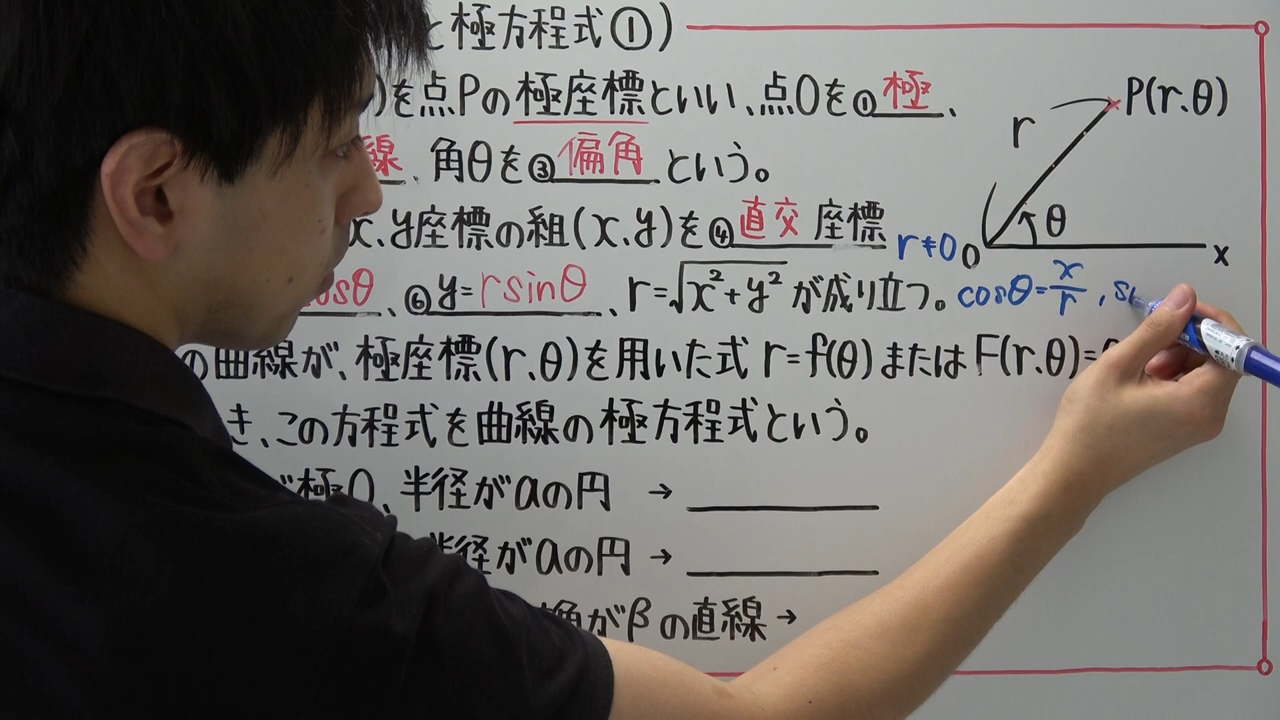 と極方程式①)
)を点Pの極座標といい、点Oを①極、
線、角θを③偏角という。
x、y座標の組(x、y)を④直交座標
cosθ、⑥y=rsinθ、r=√x²+y²が成り立つ。
の曲線が、極座標(r、θ)を用いた式r=f(θ)またはF(r、θ)=
き、この方程式を曲線の極方程式という。
極O、半径がaの円 →
半径がaの円 →
角がβの直線→
P(r、θ)
r
θ
O
x
r≠0
cosθ=x/r ,